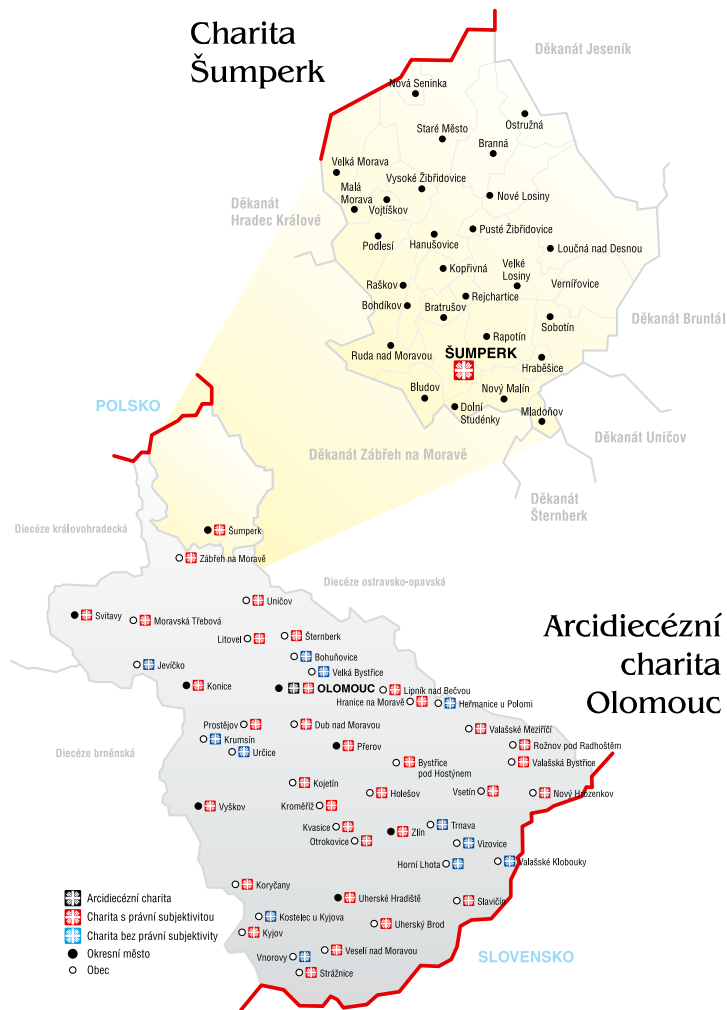 Charita
Šumperk
Děkanát Jeseník
Nová Seninka
Ostružná
Staré Město
Branná
Velká Morava
Vysoké Žibřidovice
Malá
Morava
Vojtíškov
Nové Losiny
Děkanát
Hradec Králové
Pusté Žibřidovice
Podlesí
Hanušovice
Loučná nad Desnou
Kopřivná
Velké
Losiny
Vernířovice
Raškov
Rejchartice
Bohdíkov
Bratrušov
Sobotín
Děkanát Bruntál
Rapotín
Ruda nad Moravou
ŠUMPERK
Hraběšice
Bludov
Nový Malín
Dolní
Studénky
Mladoňov
POLSKO
Děkanát Uničov
Děkanát Zábřeh na Moravě
Děkanát
Šternberk
Diecéze královohradecká
Šumperk
Zábřeh na Moravě
Diecéze ostravsko-opavská
Uničov
Svitavy
Moravská Třebová
Litovel
Šternberk
Arcidiecézní
charita
Olomouc
Bohuňovice
Jevíčko
Velká Bystřice
Konice
OLOMOUC
Lipník nad Bečvou
Hranice na Moravě
Heřmanice u Polomi
Prostějov
Dub nad Moravou
Valašské Meziříčí
Krumsín
Přerov
Rožnov pod Radhoštěm
Diecéze brněnská
Určice
Bystřice
pod Hostýnem
Valašská Bystřice
Kojetín
Holešov
Vsetín
Nový Hrozenkov
Vyškov
Kroměříž
Kvasice
Zlín
Trnava
Otrokovice
Vizovice
Horní Lhota
Valašské Klobouky
Koryčany
Arcidiecézní charita
Uherské Hradiště
Slavičín
Charita s právní subjektivitou
Kostelec u Kyjova
Uherský Brod
Charita bez právní subjektivity
Kyjov
Okresní město
Veselí nad Moravou
Vnorovy
SLOVENSKO
Obec
Strážnice